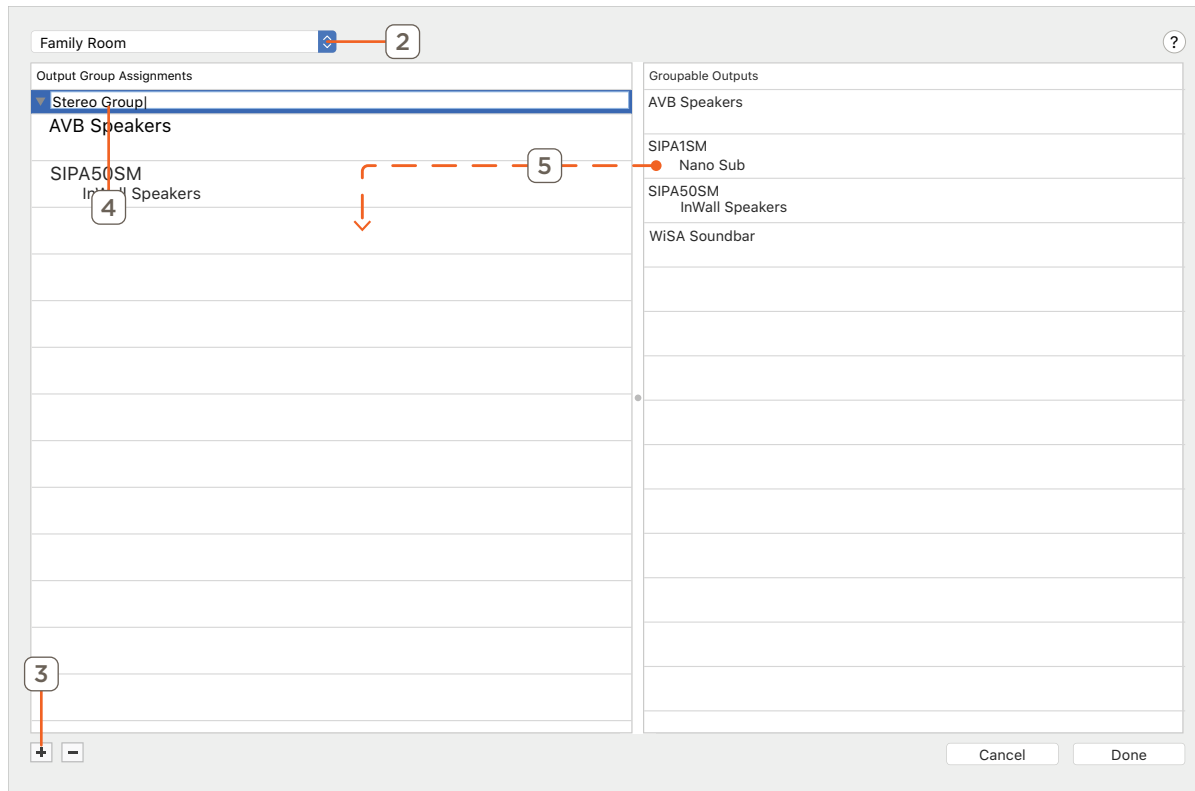 Family Room
2
?
Output Group Assignments
Stereo Group
AVB Speakers
SIPA50SM
InWall Speakers
4
5
3
+
−
Groupable Outputs
AVB Speakers
SIPA1SM
Nano Sub
SIPA50SM
InWall Speakers
WiSA Soundbar
Cancel
Done